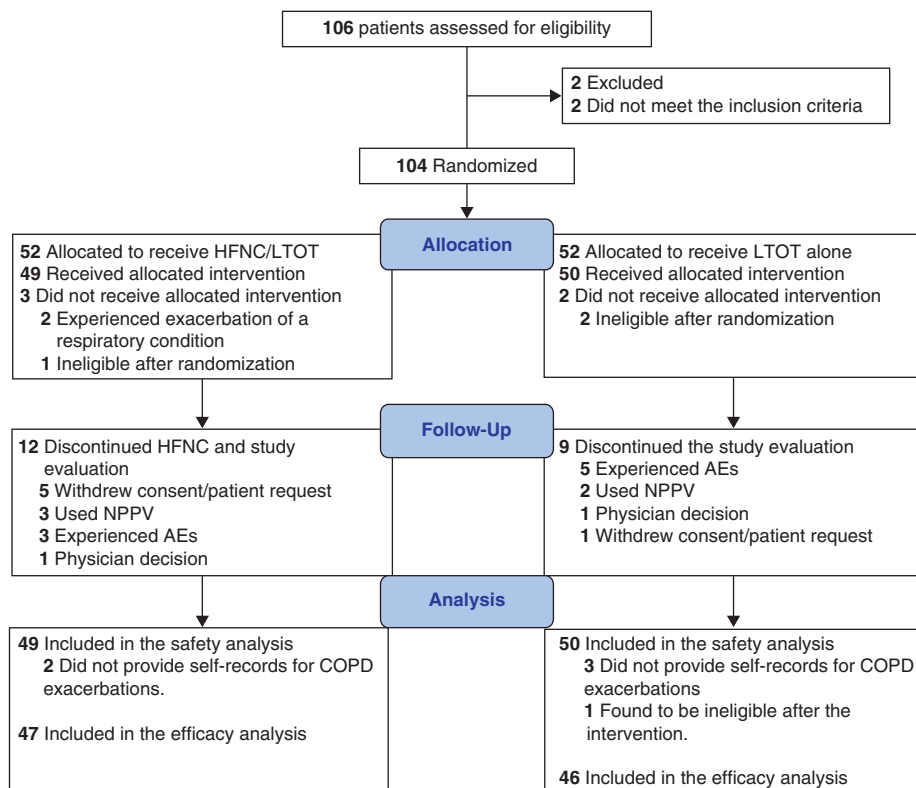 106 patients assessed for eligibility
2 Excluded
2 Did not meet the inclusion criteria
104 Randomized
Allocation
52 Allocated to receive HFNC/LTOT
49 Received allocated intervention
3 Did not receive allocated intervention
2 Experienced exacerbation of a
respiratory condition
1 Ineligible after randomization
52 Allocated to receive LTOT alone
50 Received allocated intervention
2 Did not receive allocated intervention
2 Ineligible after randomization
Follow-Up
12 Discontinued HFNC and study
evaluation
5 Withdrew consent/patient request
3 Used NPPV
3 Experienced AEs
1 Physician decision
9 Discontinued the study evaluation
5 Experienced AEs
2 Used NPPV
1 Physician decision
1 Withdrew consent/patient request
Analysis
49 Included in the safety analysis
2 Did not provide self-records for COPD
exacerbations.
47 Included in the efficacy analysis
50 Included in the safety analysis
3 Did not provide self-records for COPD
exacerbations
1 Found to be ineligible after the
intervention.
46 Included in the efficacy analysis